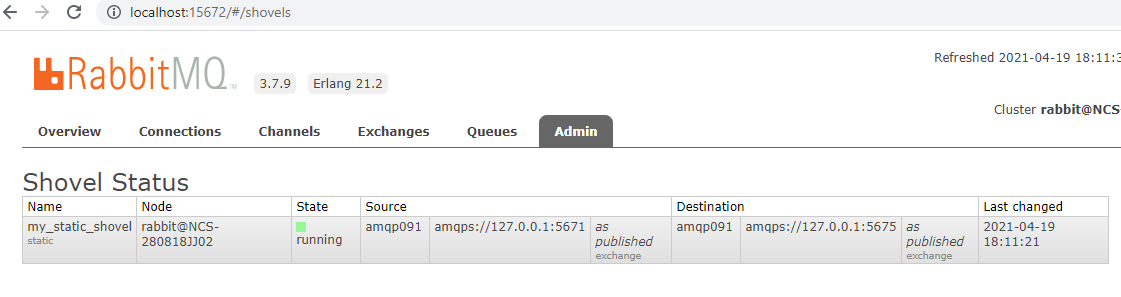 localhost:15672/#/shovels
Refreshed 2021-04-19 18:11:3
RabbitMQ TM 3.7.9 Erlang 21.2
Cluster rabbit@NCS-
Overview Connections Channels Exchanges Queues Admin
Shovel Status
Name Node State Source Destination Last changed
my_static_shovel rabbit@NCS- running amqp091 amqps://127.0.0.1:5671 as amqp091 amqps://127.0.0.1:5675 as 2021-04-19
static 280818JJ02 published published 18:11:21
exchange exchange